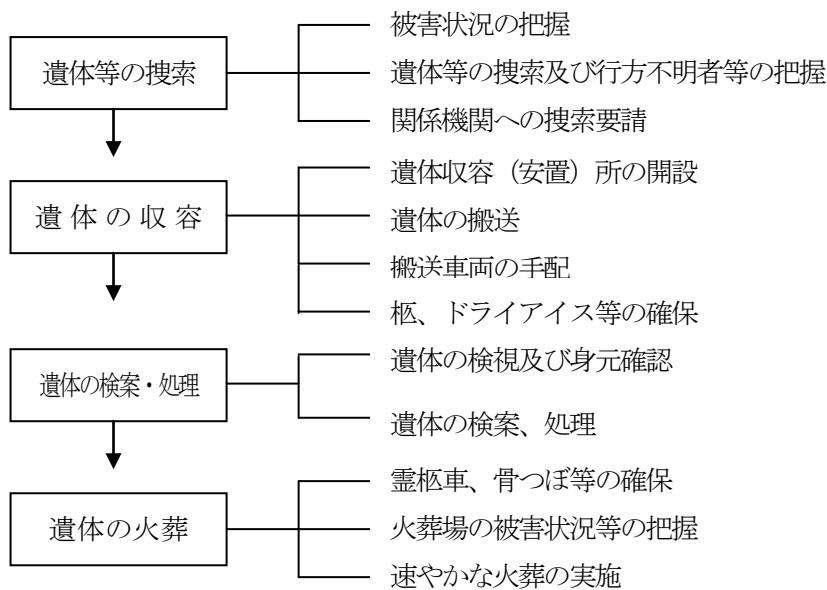 遺体等の捜索
被害状況の把握
遺体等の捜索及び行方不明者等の把握
関係機関への捜索要請
遺体の収容
遺体収容（安置）所の開設
遺体の搬送
搬送車両の手配
柩、ドライアイス等の確保
遺体の検案・処理
遺体の検視及び身元確認
遺体の検案、処理
遺体の火葬
霊柩車、骨つぼ等の確保
火葬場の被害状況等の把握
速やかな火葬の実施